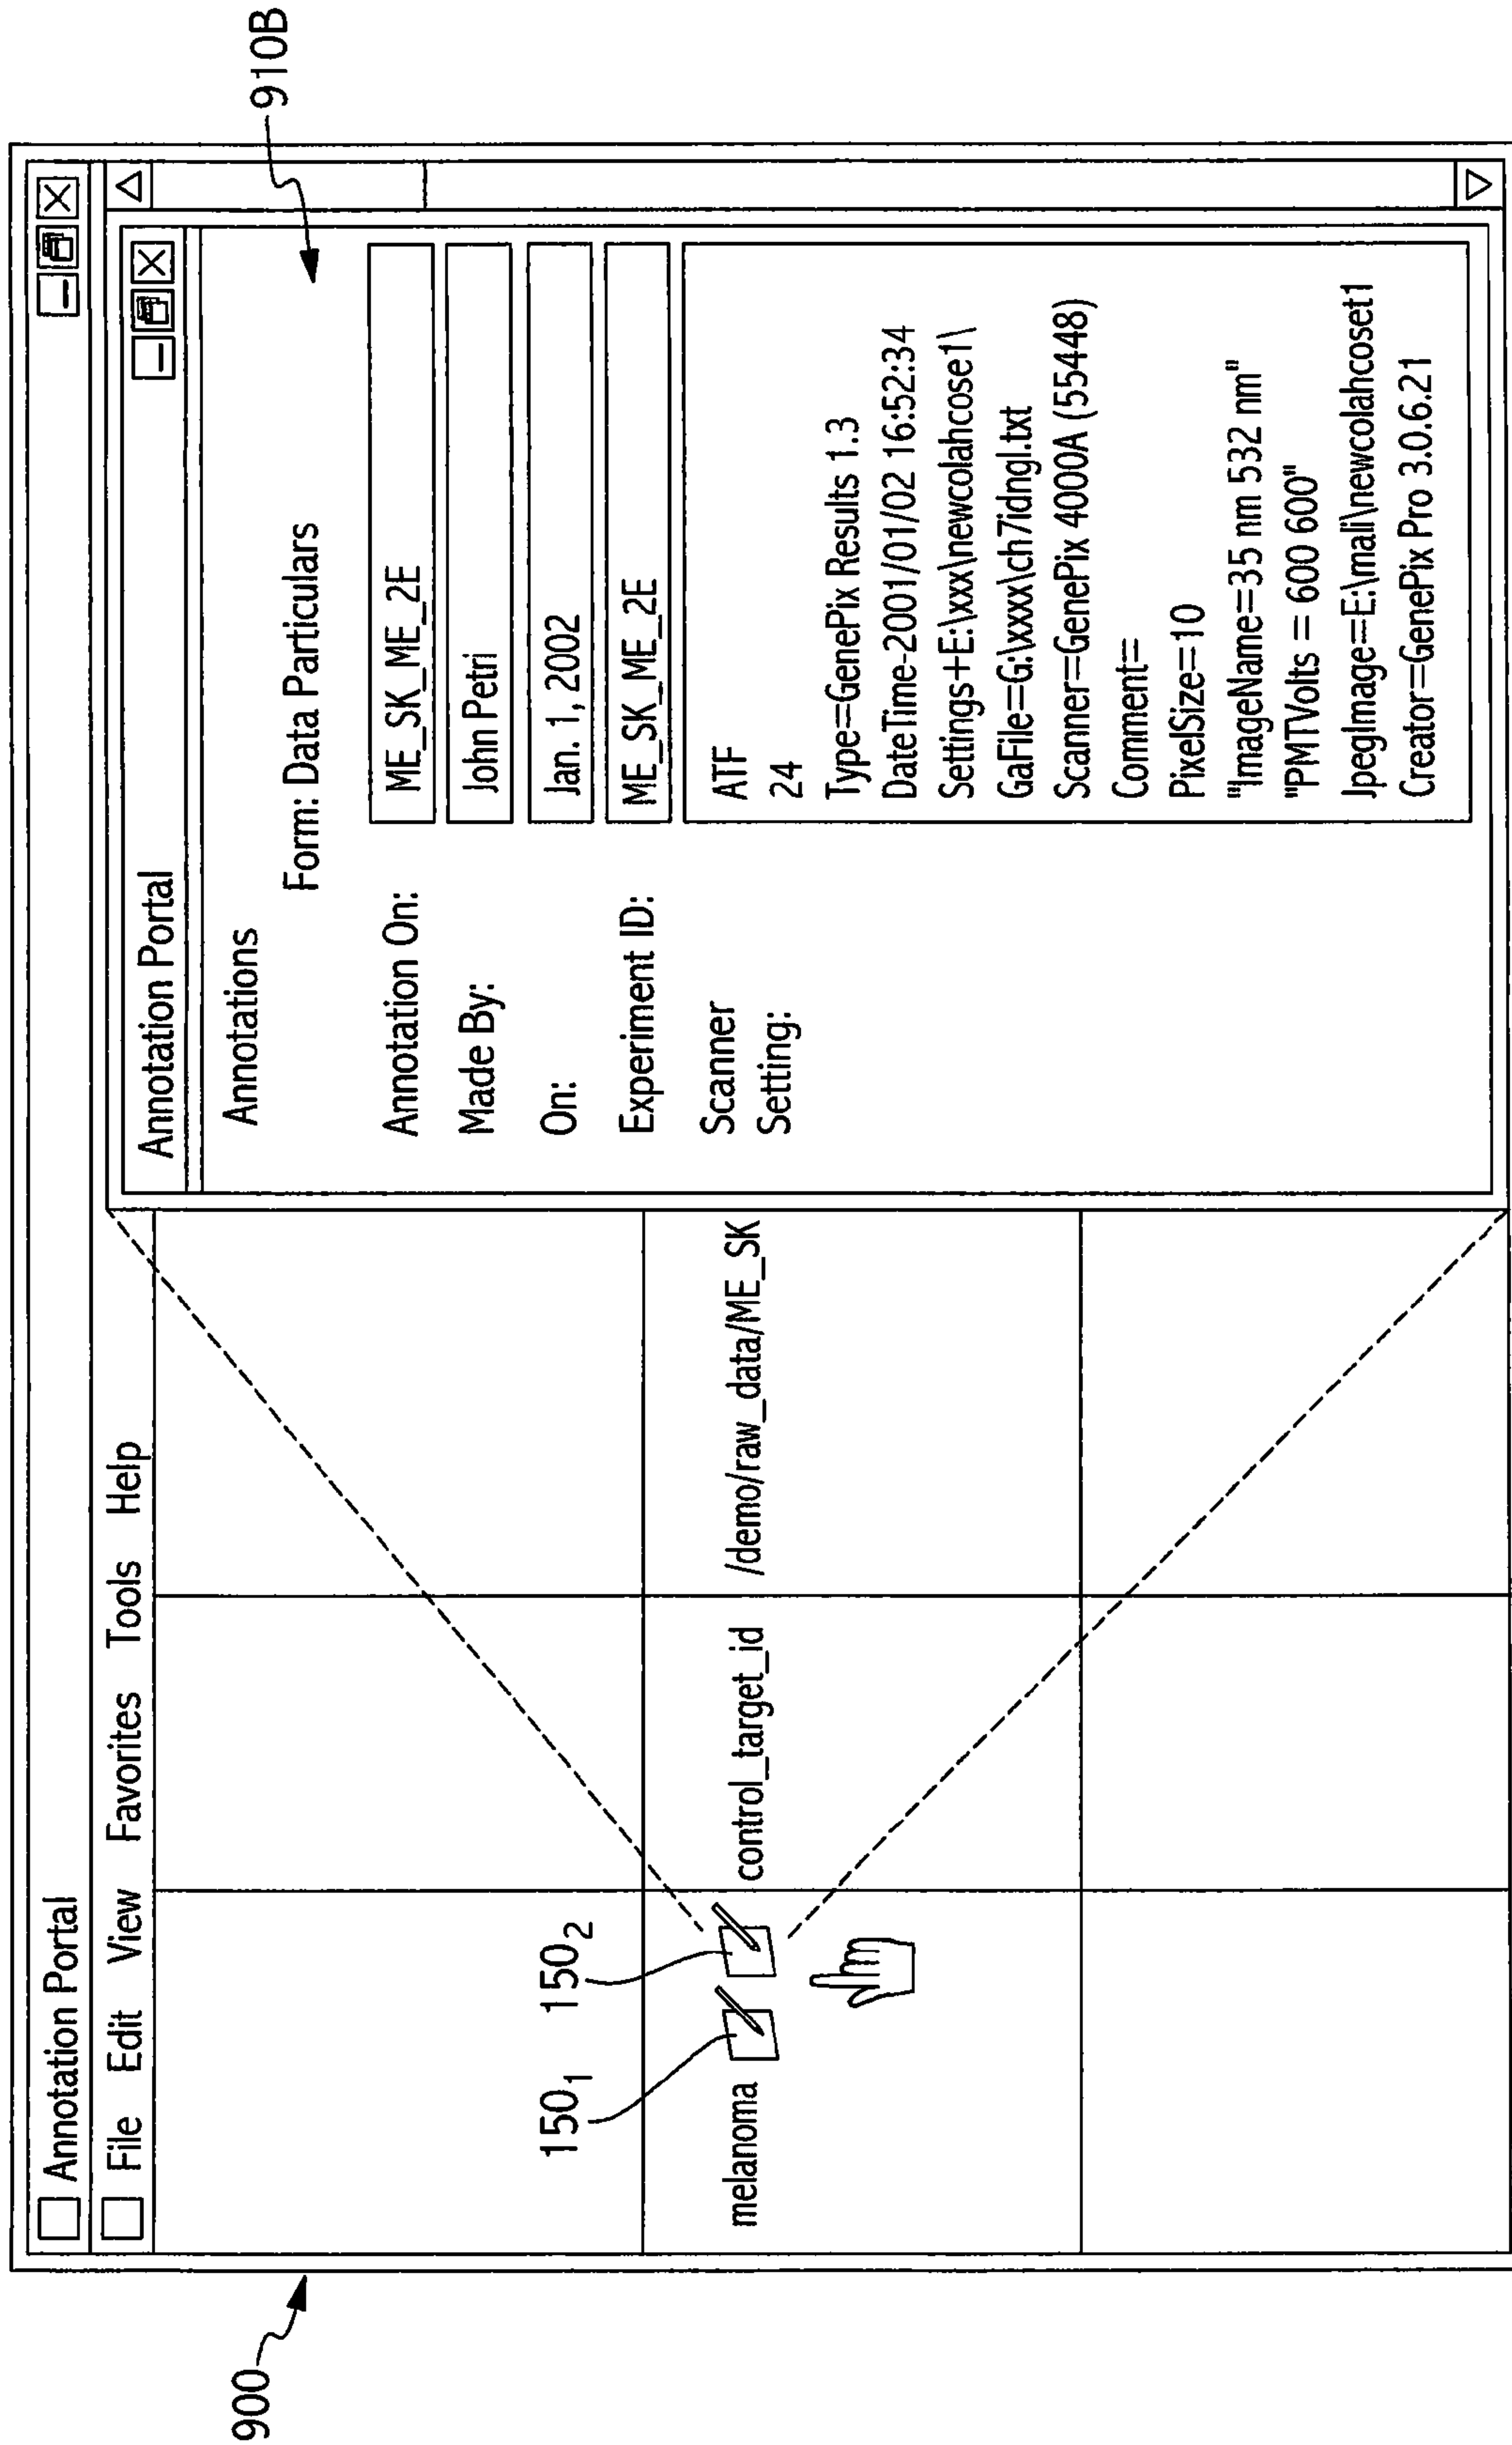 900
910B
Annotation Portal
File Edit View Favorites Tools Help
150₁ 150₂
melanoma control_target_id /demo/raw_data/ME_SK
Annotation Portal
Annotations
Form: Data Particulars
Annotation On: ME_SK_ME_2E
Made By: John Petri
On: Jan. 1, 2002
Experiment ID: ME_SK_ME_2E
Scanner
Setting:
ATF
24
Type=GenePix Results 1.3
DateTime-2001/01/02 16:52:34
Settings+E:\xxx\newcolahcose1\
GaFile=G:\xxx\ch7idngl.txt
Scanner=GenePix 4000A (55448)
Comment=
PixelSize=10
"ImageName=35 nm 532 nm"
"PMTVolts = 600 600"
JpegImage=E:\mali\newcolahcoset1
Creator=GenePix Pro 3.0.6.21